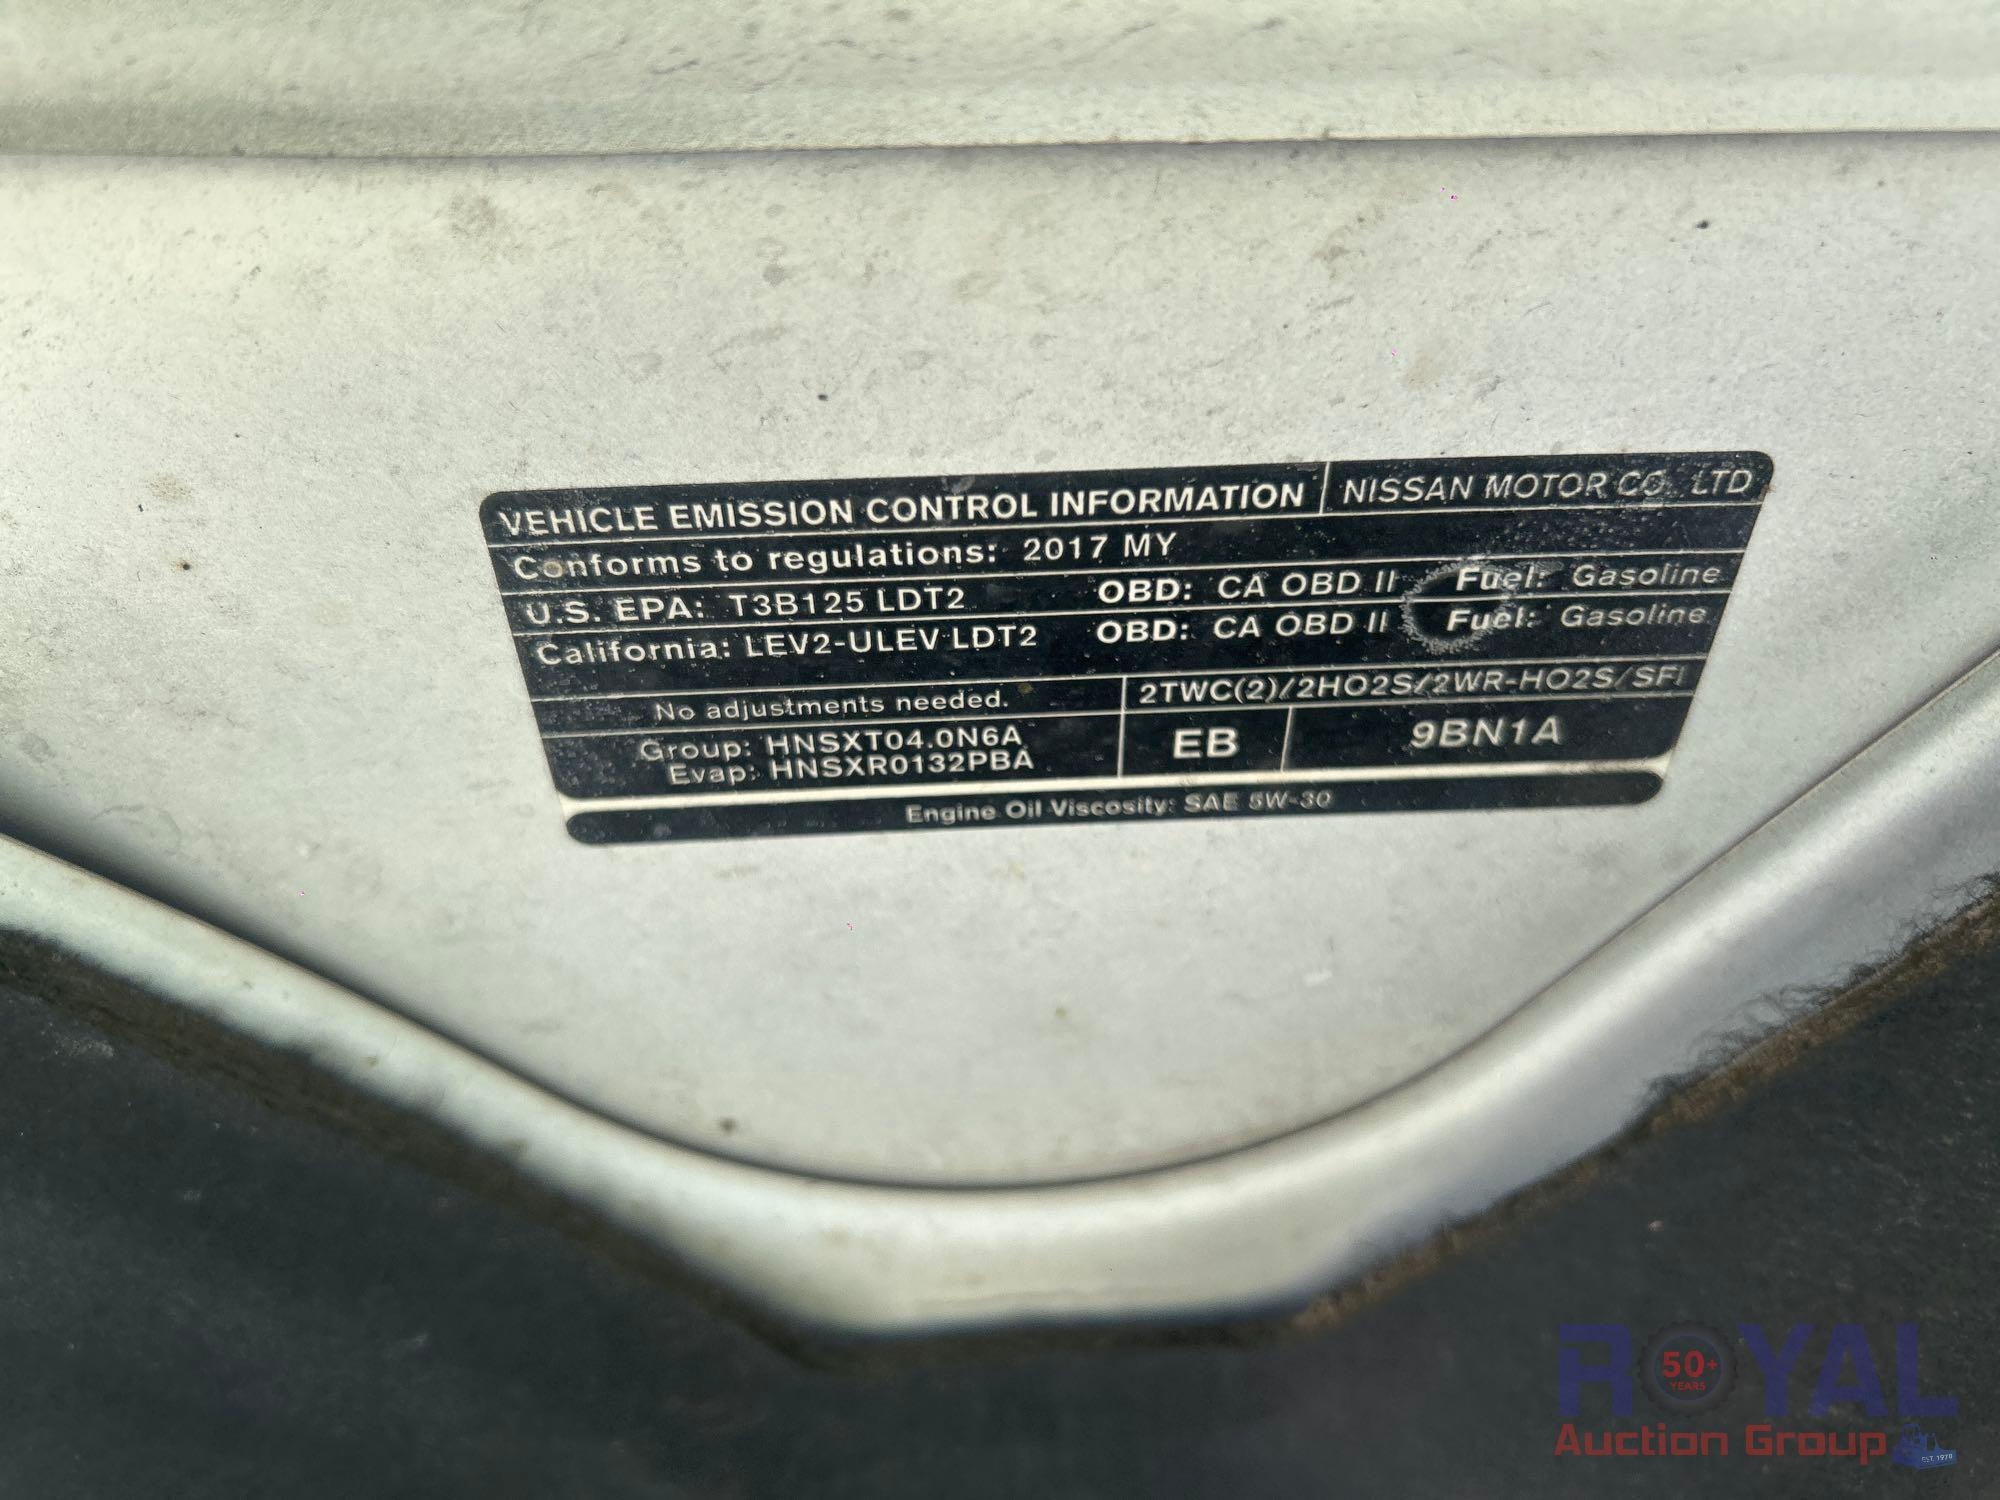 VEHICLE EMISSION CONTROL INFORMATION NISSAN MOTOR CO., LTD
Conforms to regulations: 2017 MY
U.S. EPA: T3B125 LDT2 OBD: CA OBD II Fuel: Gasoline
California: LEV2-ULEV LDT2 OBD: CA OBD II Fuel: Gasoline
No adjustments needed. 2TWC(2)/2HO2S/2WR-HO2S/SFI
Group: HNSXT04.0N6A
Evap: HNSXR0132PBA
EB 9BN1A
Engine Oil Viscosity: SAE 5W-30
ROYAL
50+
YEARS
Auction Group
EST. 1970